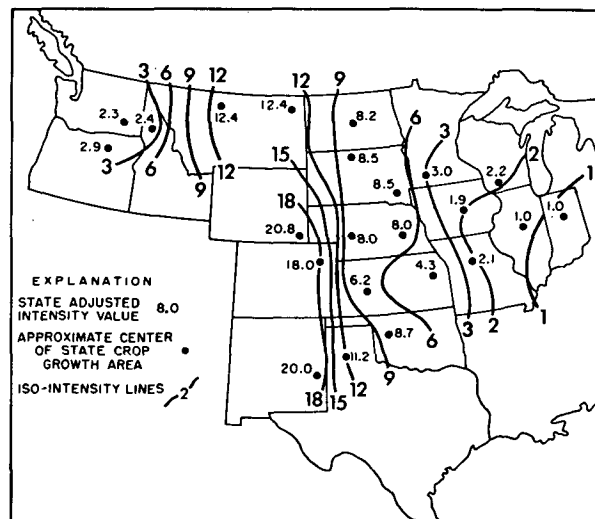 3 6 9 12 12 9
12.4 12.4
2.3 2.4 8.2 6 3
2.9 3 6 12 15 8.5 3.0 2.2 2
9 8.5 1
18 1.9 1.0 1.0
20.8 8.0 8.0
EXPLANATION 18.0 4.3 2.1
STATE ADJUSTED
INTENSITY VALUE 8.0 6.2
APPROXIMATE CENTER
OF STATE CROP
GROWTH AREA
8.7 6 3 2 1
ISO-INTENSITY LINES 2 20.0 11.2
18 15 12 9